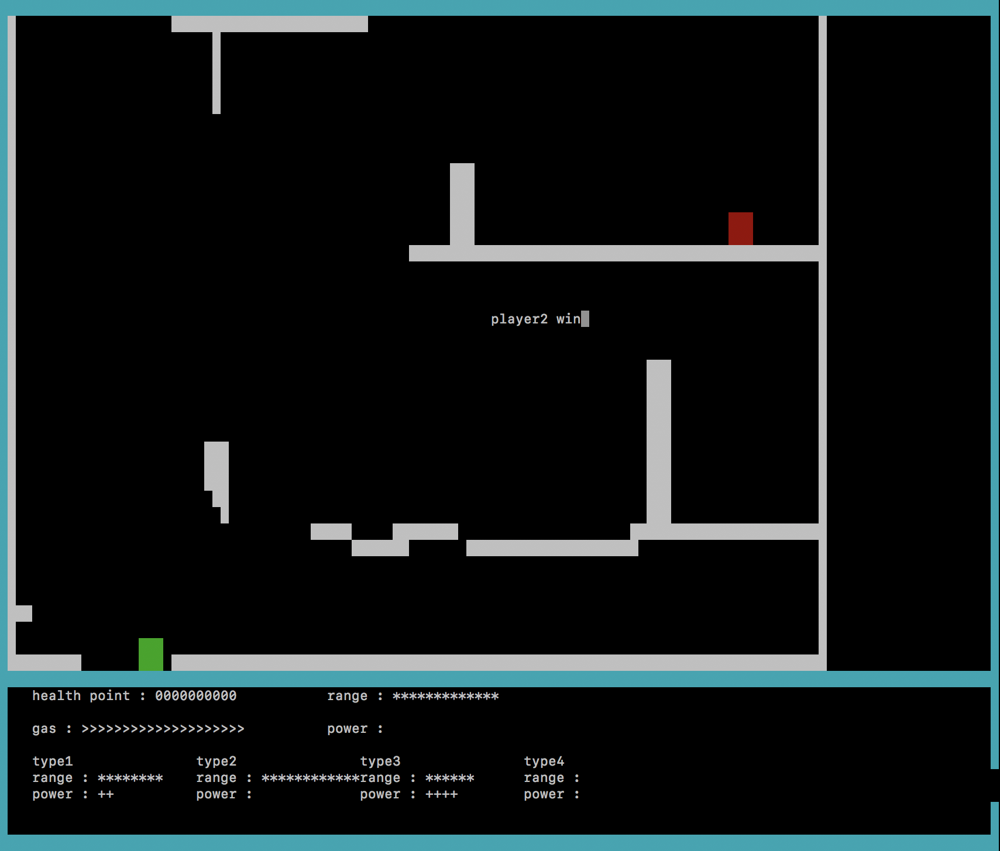 player2 win
health point : 0000000000 range : *************
gas : >>>>>>>>>>>>>>>>>>>> power :
type1 type2 type3 type4
range : ******** range : ************range : ****** range :
power : ++ power : power : ++++ power :